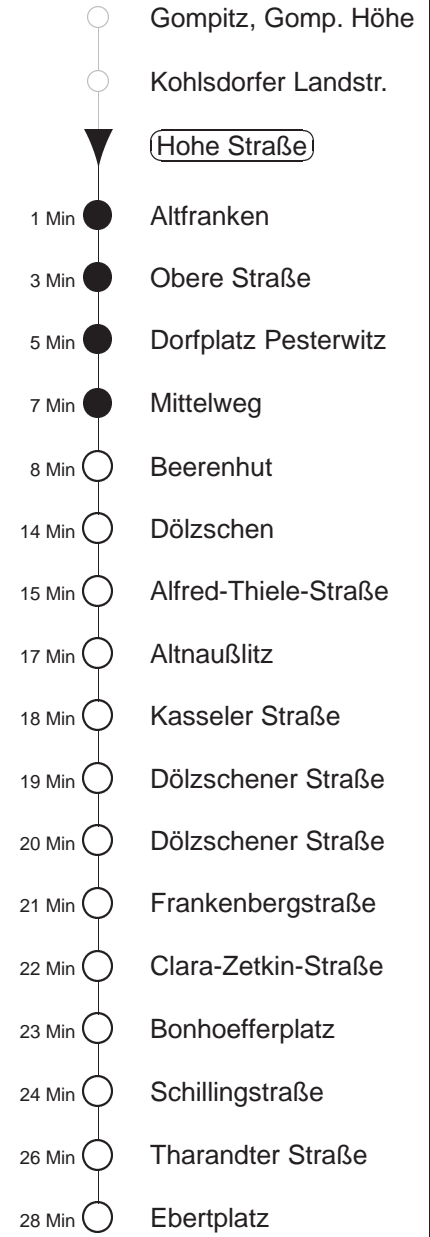 Gompitz, Gomp. Höhe
Kohlsdorfer Landstr.
Hohe Straße
1 Min Altfranken
3 Min Obere Straße
5 Min Dorfplatz Pesterwitz
7 Min Mittelweg
8 Min Beerenhut
14 Min Dölzschen
15 Min Alfred-Thiele-Straße
17 Min Altnaußlitz
18 Min Kasseler Straße
19 Min Dölzschener Straße
20 Min Dölzschener Straße
21 Min Frankenbergstraße
22 Min Clara-Zetkin-Straße
23 Min Bonhoefferplatz
24 Min Schillingstraße
26 Min Tharandter Straße
28 Min Ebertplatz